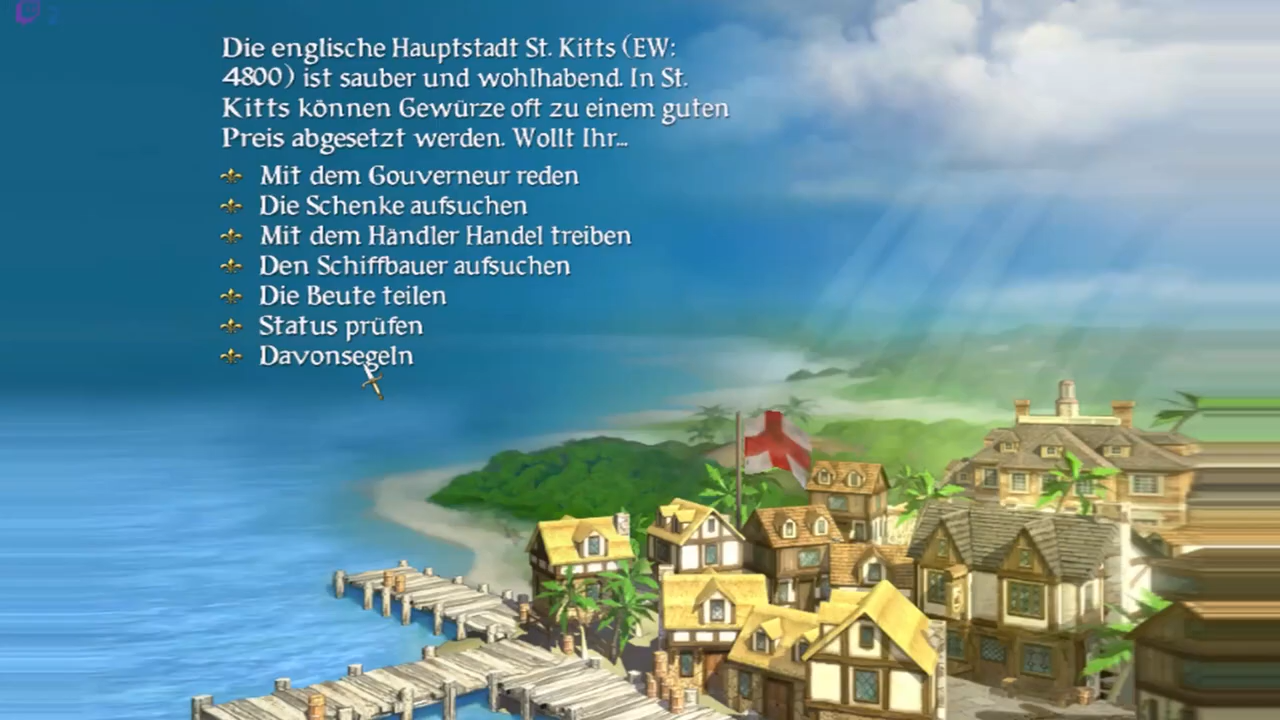 2
Die englische Hauptstadt St. Kitts (EW:
4800) ist sauber und wohlhabend. In St.
Kitts können Gewürze oft zu einem guten
Preis abgesetzt werden. Wollt Ihr...
Mit dem Gouverneur reden
Die Schenke aufsuchen
Mit dem Händler Handel treiben
Den Schiffbauer aufsuchen
Die Beute teilen
Status prüfen
Davonsegeln